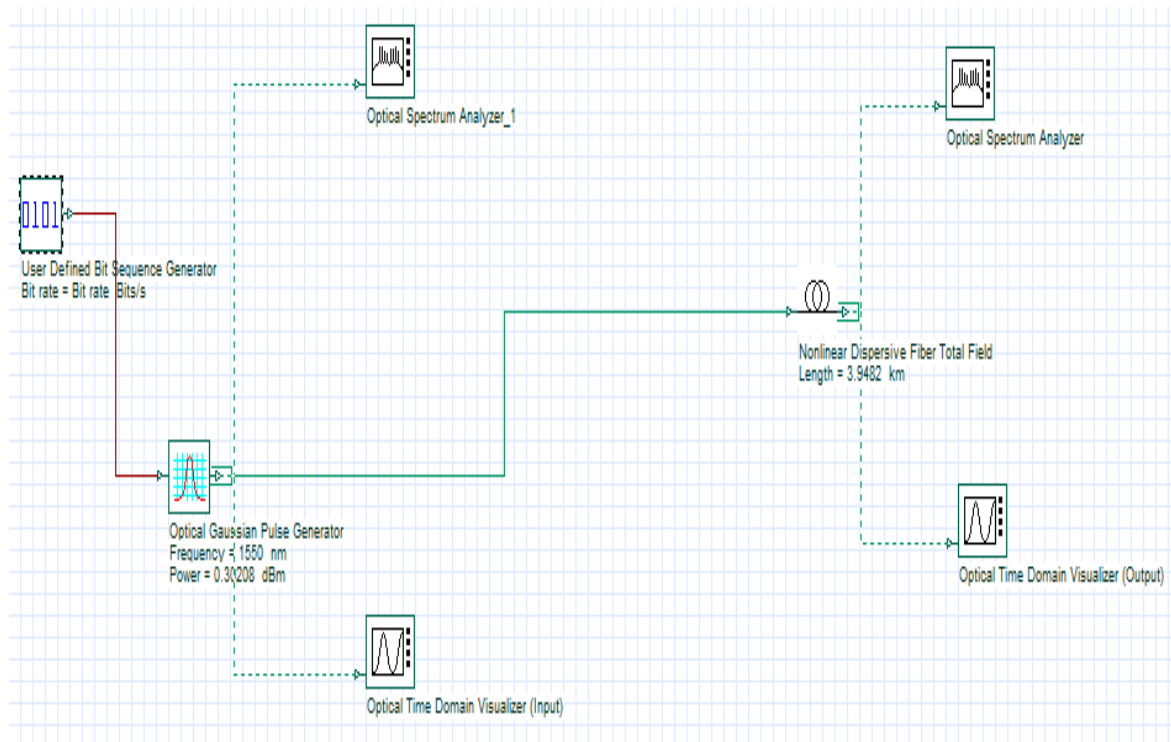 Optical Spectrum Analyzer_1
Optical Spectrum Analyzer
0101
User Defined Bit Sequence Generator
Bit rate = Bit rate Bits/s
Nonlinear Dispersive Fiber Total Field
Length = 3.9482 km
Optical Gaussian Pulse Generator
Frequency = 1550 nm
Power = 0.30208 dBm
Optical Time Domain Visualizer (Output)
Optical Time Domain Visualizer (Input)